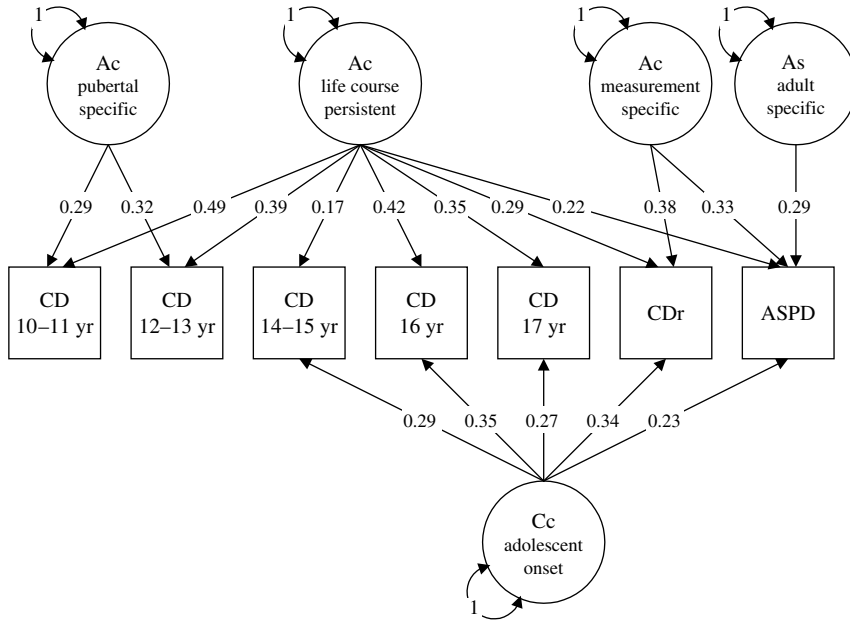 1
1
1
1
Ac
pubertal
specific
Ac
life course
persistent
Ac
measurement
specific
As
adult
specific
0.29
0.32
0.49
0.39
0.17
0.42
0.35
0.29
0.22
0.38
0.33
0.29
CD
10–11 yr
CD
12–13 yr
CD
14–15 yr
CD
16 yr
CD
17 yr
CDr
ASPD
0.29
0.35
0.27
0.34
0.23
Cc
adolescent
onset
1